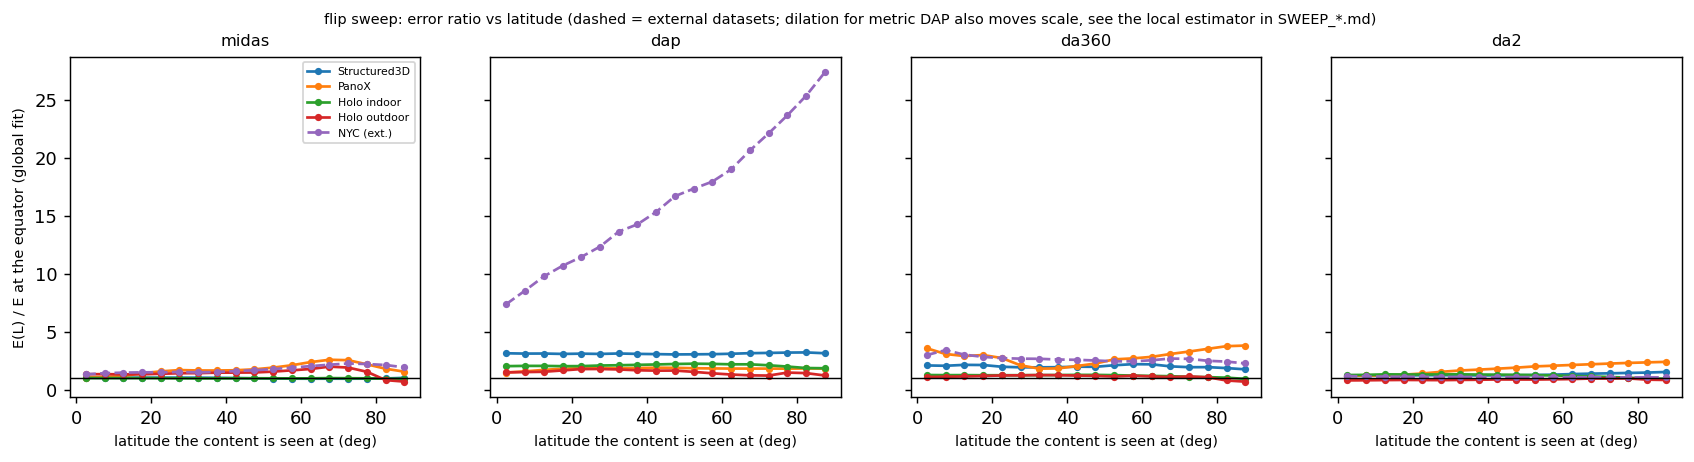 flip sweep: error ratio vs latitude (dashed = external datasets; dilation for metric DAP also moves scale, see the local estimator in SWEEP_*.md)
midas
dap
da360
da2
Structured3D
PanoX
Holo indoor
Holo outdoor
NYC (ext.)
E(L) / E at the equator (global fit)
25
20
15
10
5
0
0 20 40 60 80
0 20 40 60 80
0 20 40 60 80
0 20 40 60 80
latitude the content is seen at (deg)
latitude the content is seen at (deg)
latitude the content is seen at (deg)
latitude the content is seen at (deg)